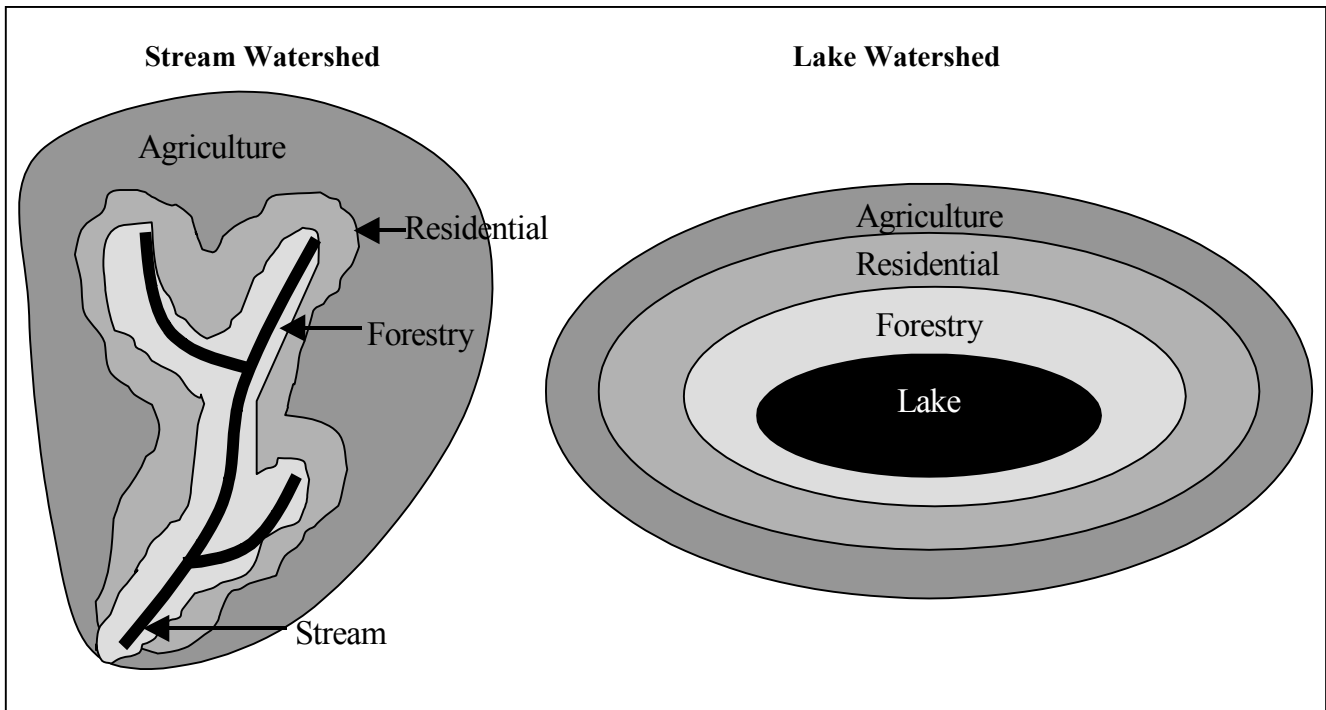 Stream Watershed
Agriculture
Residential
Forestry
Stream
Lake Watershed
Agriculture
Residential
Forestry
Lake